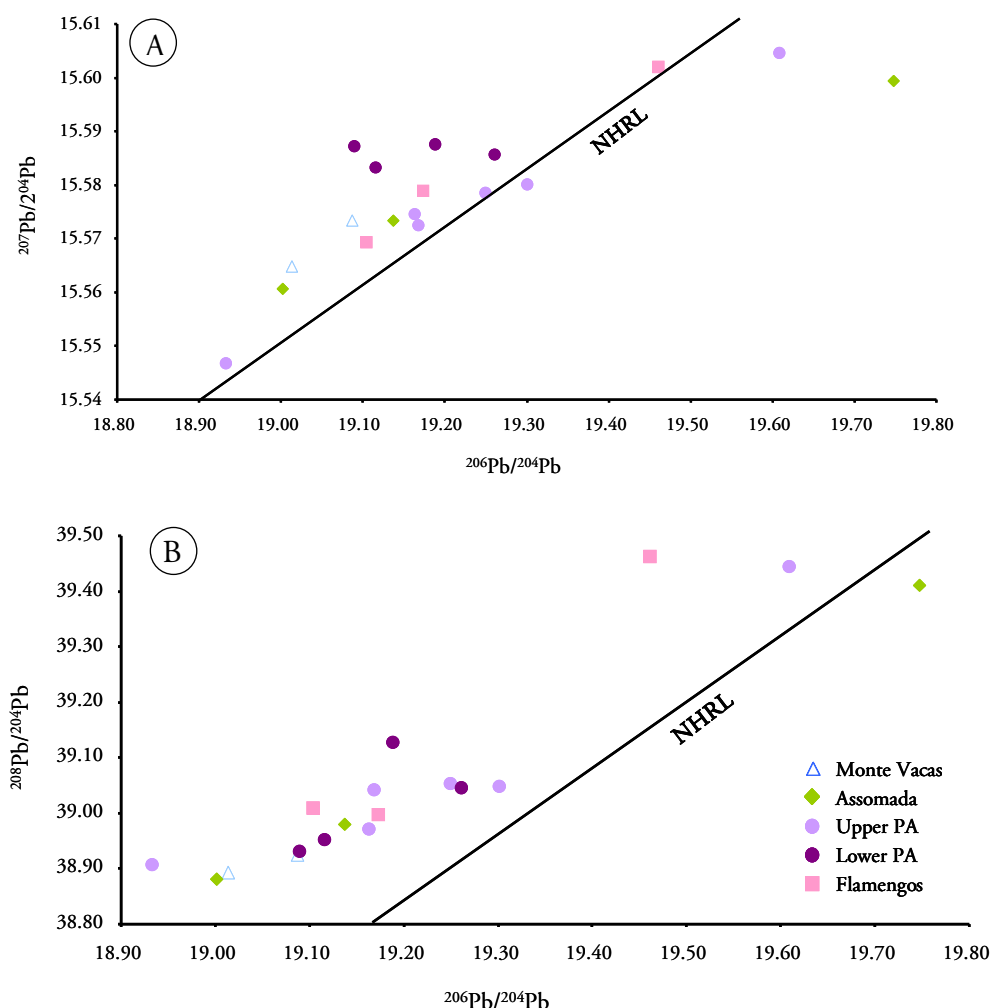 A
15.61
15.60
15.59
15.58
15.57
15.56
15.55
15.54
²⁰⁷Pb/2⁰⁴Pb
NHRL
18.80 18.90 19.00 19.10 19.20 19.30 19.40 19.50 19.60 19.70 19.80
²⁰⁶Pb/²⁰⁴Pb
B
39.50
39.40
39.30
39.20
39.10
39.00
38.90
38.80
²⁰⁸Pb/²⁰⁴Pb
NHRL
Monte Vacas
Assomada
Upper PA
Lower PA
Flamengos
18.90 19.00 19.10 19.20 19.30 19.40 19.50 19.60 19.70 19.80
²⁰⁶Pb/²⁰⁴Pb